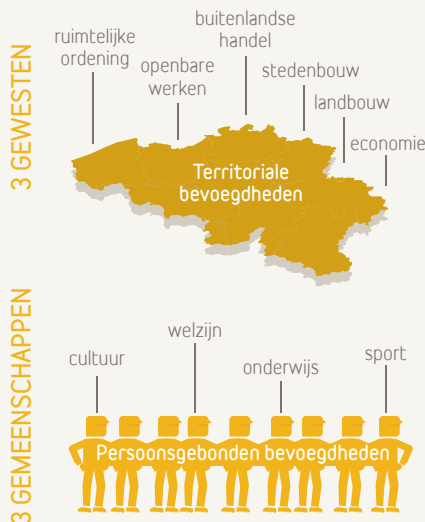 3 GEWESTEN
ruimtelijke
ordening
openbare
werken
buitenlandse
handel
stedenbouw
landbouw
economie
Territoriale
bevoegdheden
3 GEMEENSCHAPPEN
cultuur
welzijn
onderwijs
sport
Persoonsgebonden bevoegdheden